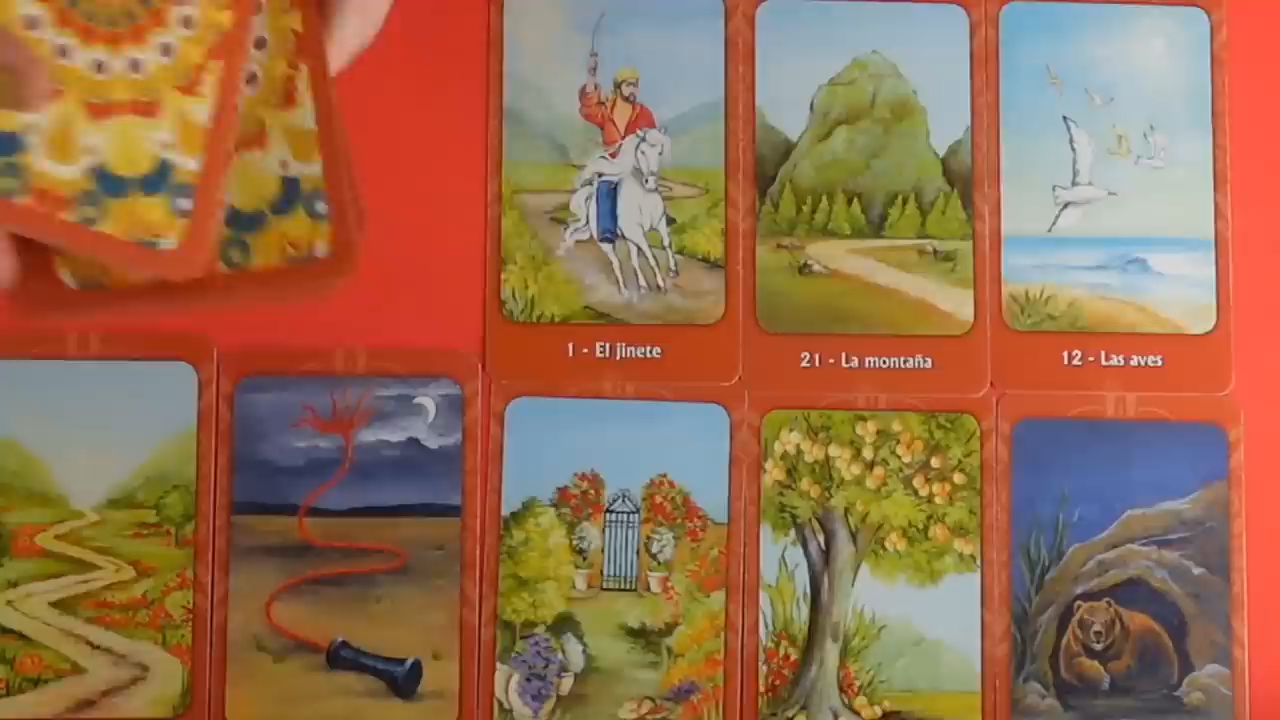 1 - El jinete
21 - La montaña
12 - Las aves